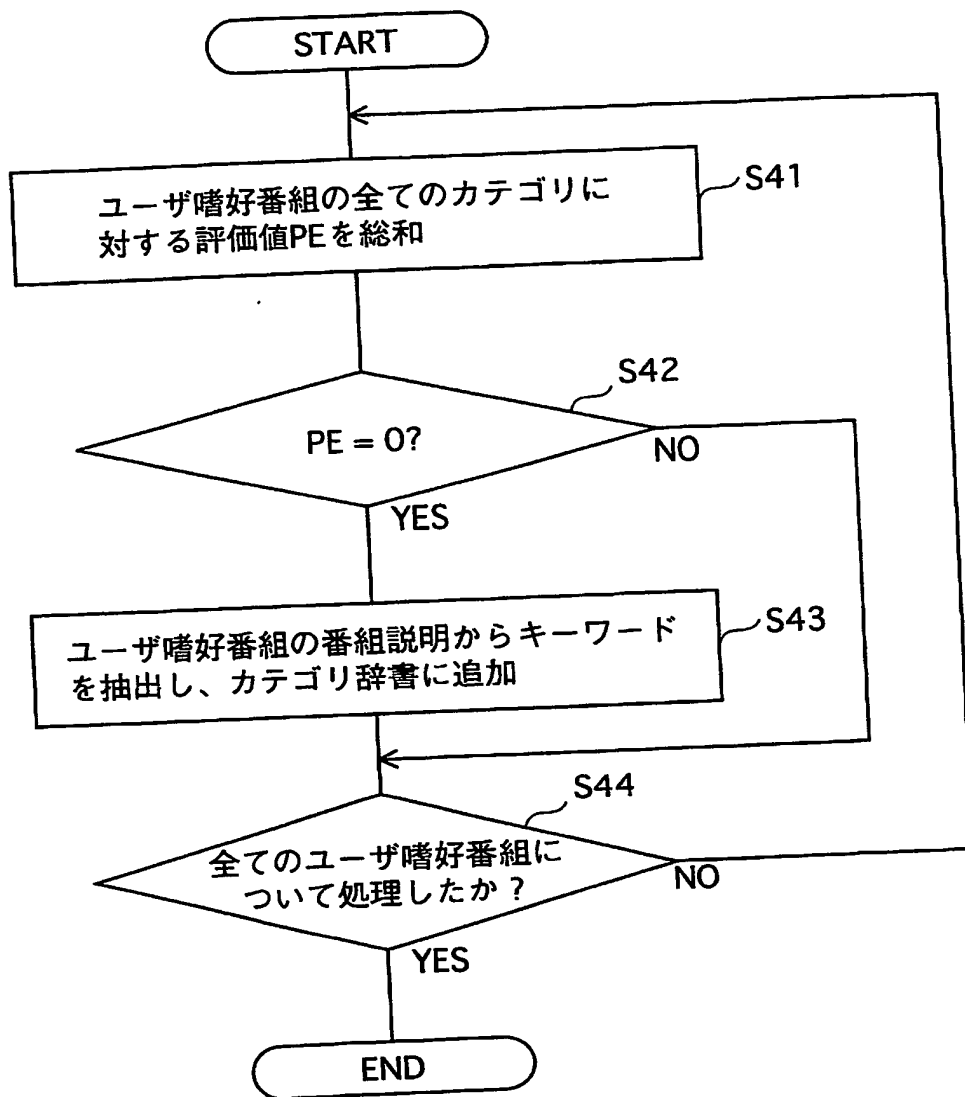 START
ユーザ嗜好番組の全てのカテゴリに
対する評価値PEを総和
S41
S42
PE = 0?
NO
YES
ユーザ嗜好番組の番組説明からキーワード
を抽出し、カテゴリ辞書に追加
S43
S44
全てのユーザ嗜好番組に
ついて処理したか？
NO
YES
END